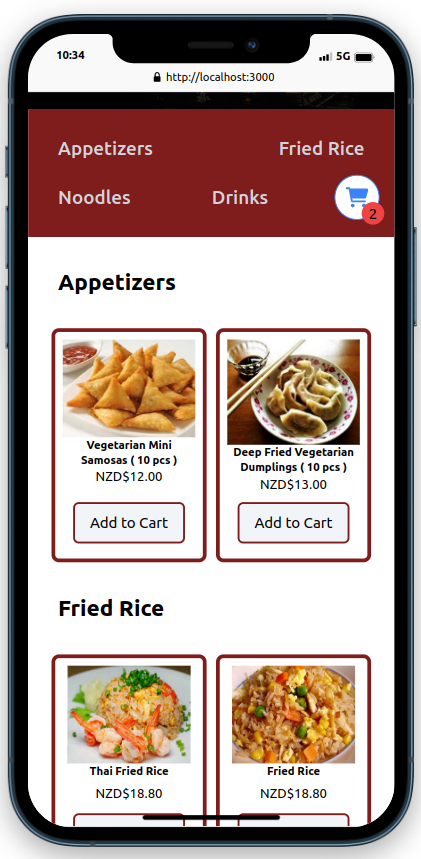 10:34
5G
http://localhost:3000
Appetizers Fried Rice
Noodles Drinks
2
Appetizers
Vegetarian Mini
Samosas ( 10 pcs )
NZD$12.00
Add to Cart
Deep Fried Vegetarian
Dumplings ( 10 pcs )
NZD$13.00
Add to Cart
Fried Rice
Thai Fried Rice
NZD$18.80
Fried Rice
NZD$18.80